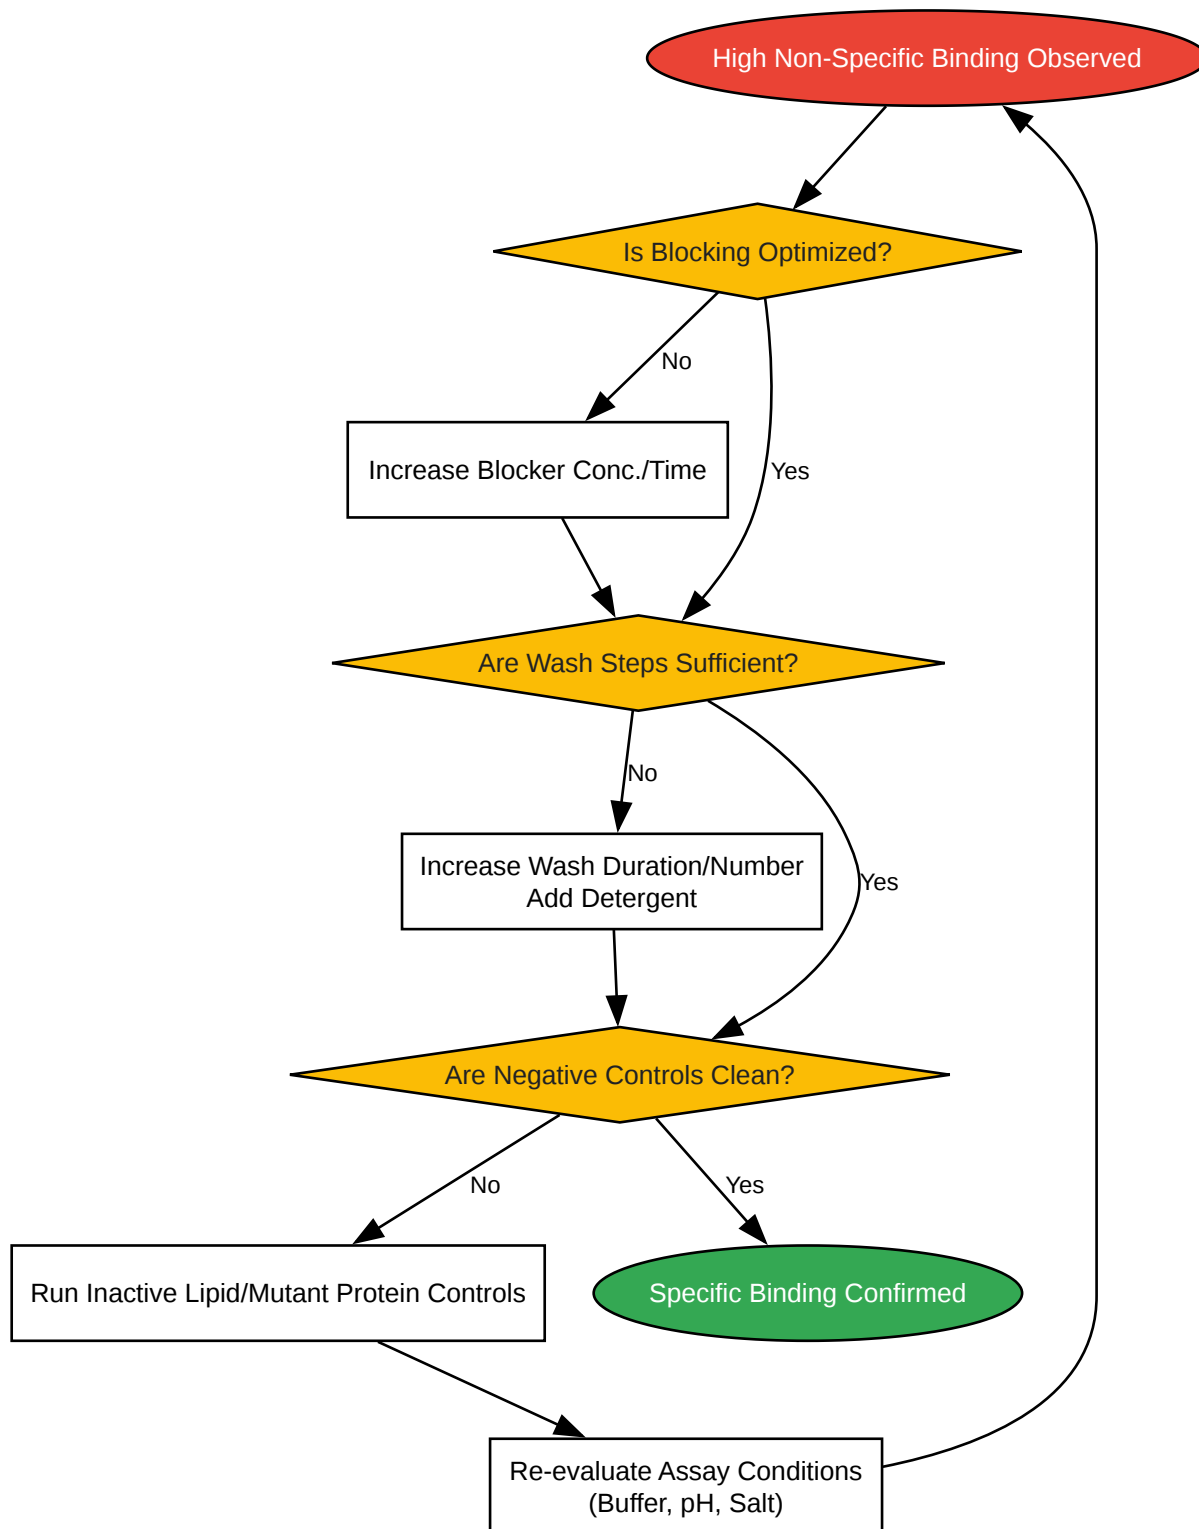 High Non-Specific Binding Observed
Is Blocking Optimized?
No
Increase Blocker Conc./Time
Yes
Are Wash Steps Sufficient?
No
Increase Wash Duration/Number
Add Detergent
Yes
Are Negative Controls Clean?
No
Yes
Run Inactive Lipid/Mutant Protein Controls
Specific Binding Confirmed
Re-evaluate Assay Conditions
(Buffer, pH, Salt)